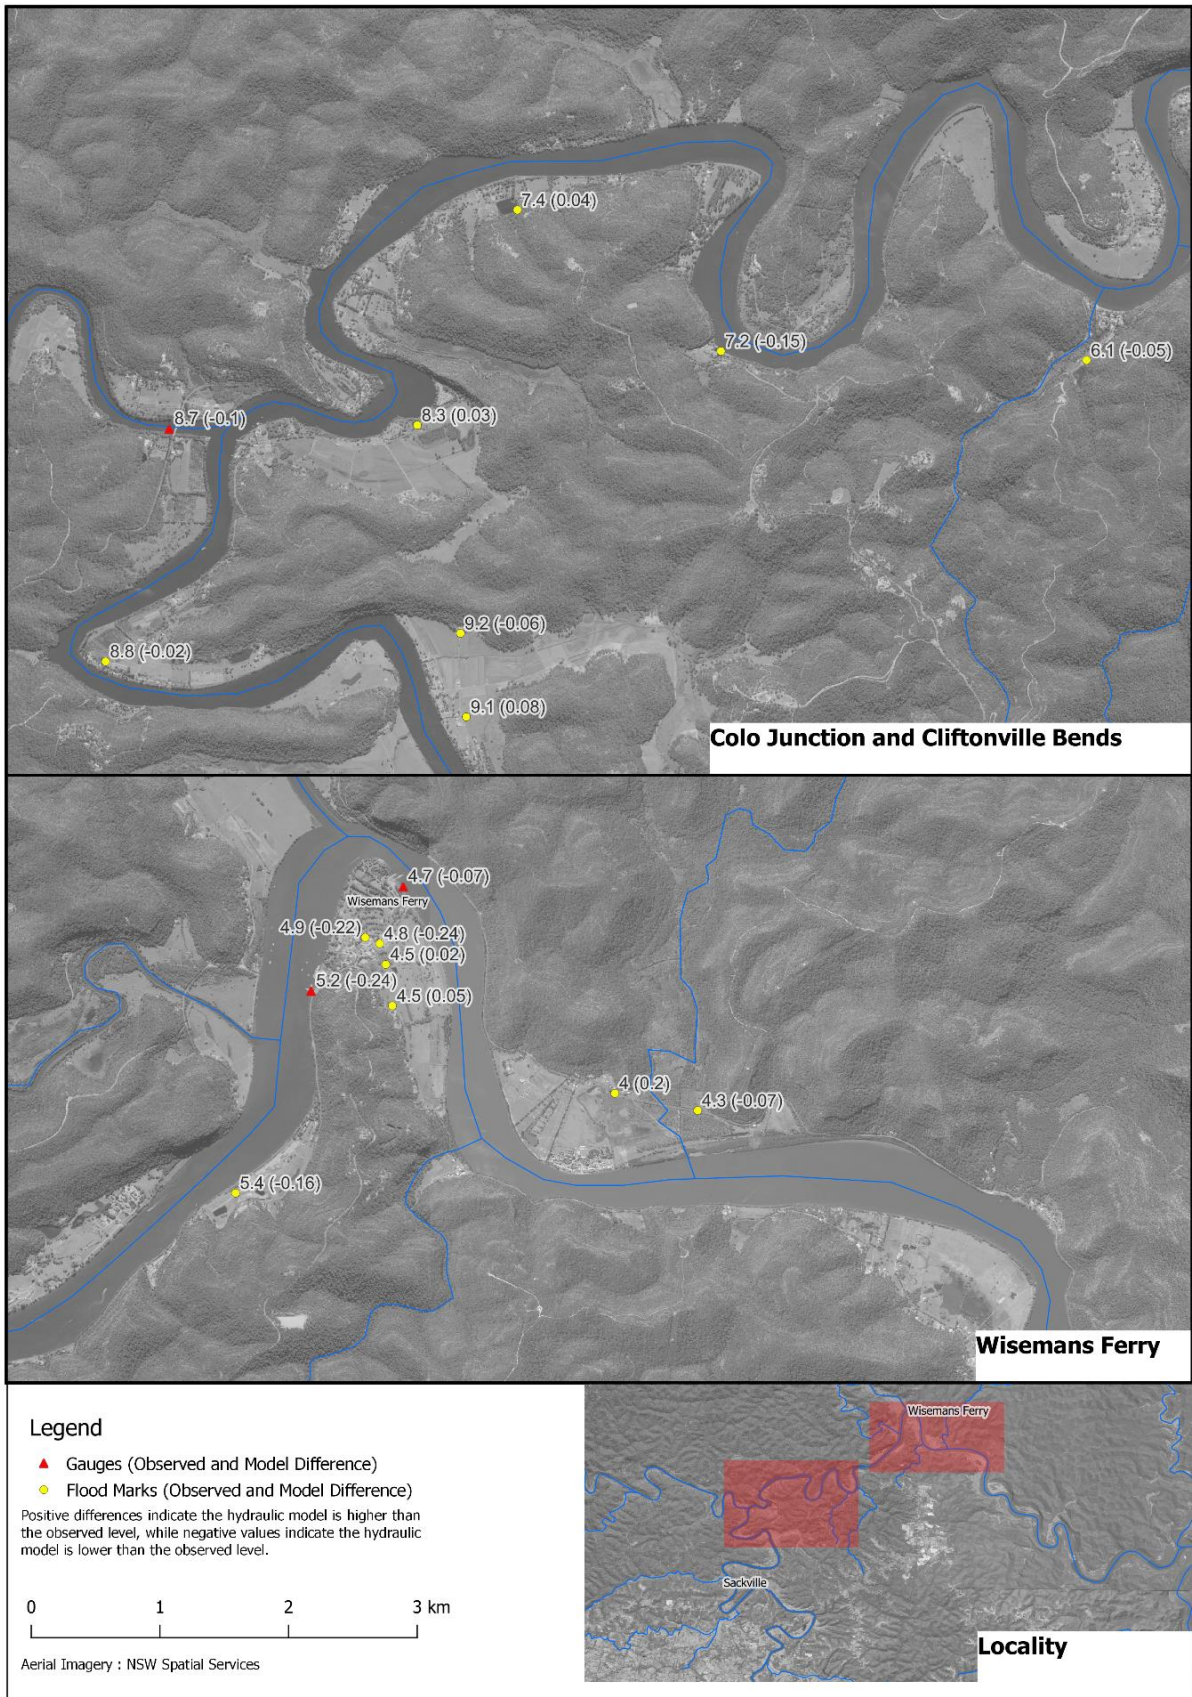 7.4 (0.04)
7.2 (-0.15)
6.1 (-0.05)
8.7 (-0.1)
8.3 (0.03)
9.2 (-0.06)
8.8 (-0.02)
9.1 (0.08)
Colo Junction and Cliftonville Bends
4.7 (-0.07)
Wisemans Ferry
4.9 (-0.22)
4.8 (-0.24)
4.5 (0.02)
5.2 (-0.24)
4.5 (0.05)
4 (0.2)
4.3 (-0.07)
5.4 (-0.16)
Wisemans Ferry
Legend
Gauges (Observed and Model Difference)
Flood Marks (Observed and Model Difference)
Positive differences indicate the hydraulic model is higher than
the observed level, while negative values indicate the hydraulic
model is lower than the observed level.
0 1 2 3 km
Aerial Imagery : NSW Spatial Services
Wisemans Ferry
Sackville
Locality